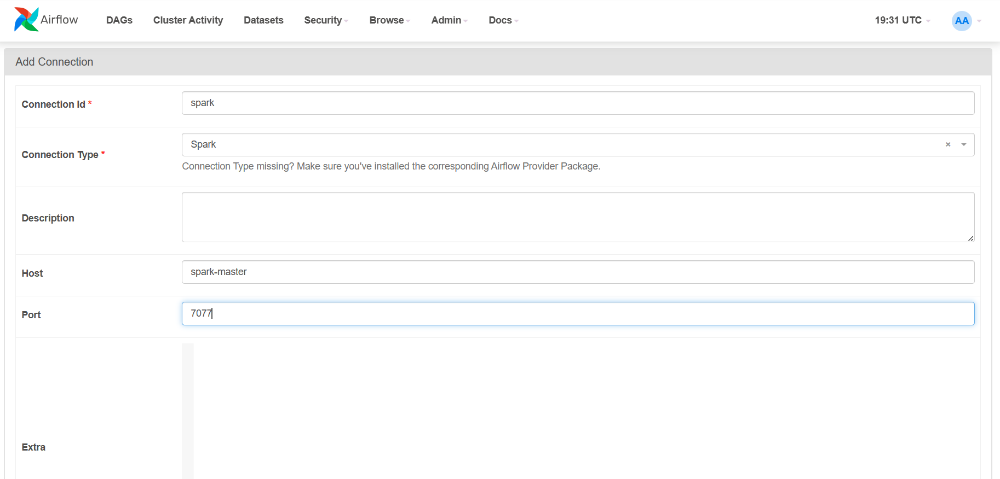 Airflow DAGs Cluster Activity Datasets Security Browse Admin Docs 19:31 UTC AA
Add Connection
Connection Id * spark
Connection Type * Spark ×
Connection Type missing? Make sure you've installed the corresponding Airflow Provider Package.
Description
Host spark-master
Port 7077
Extra